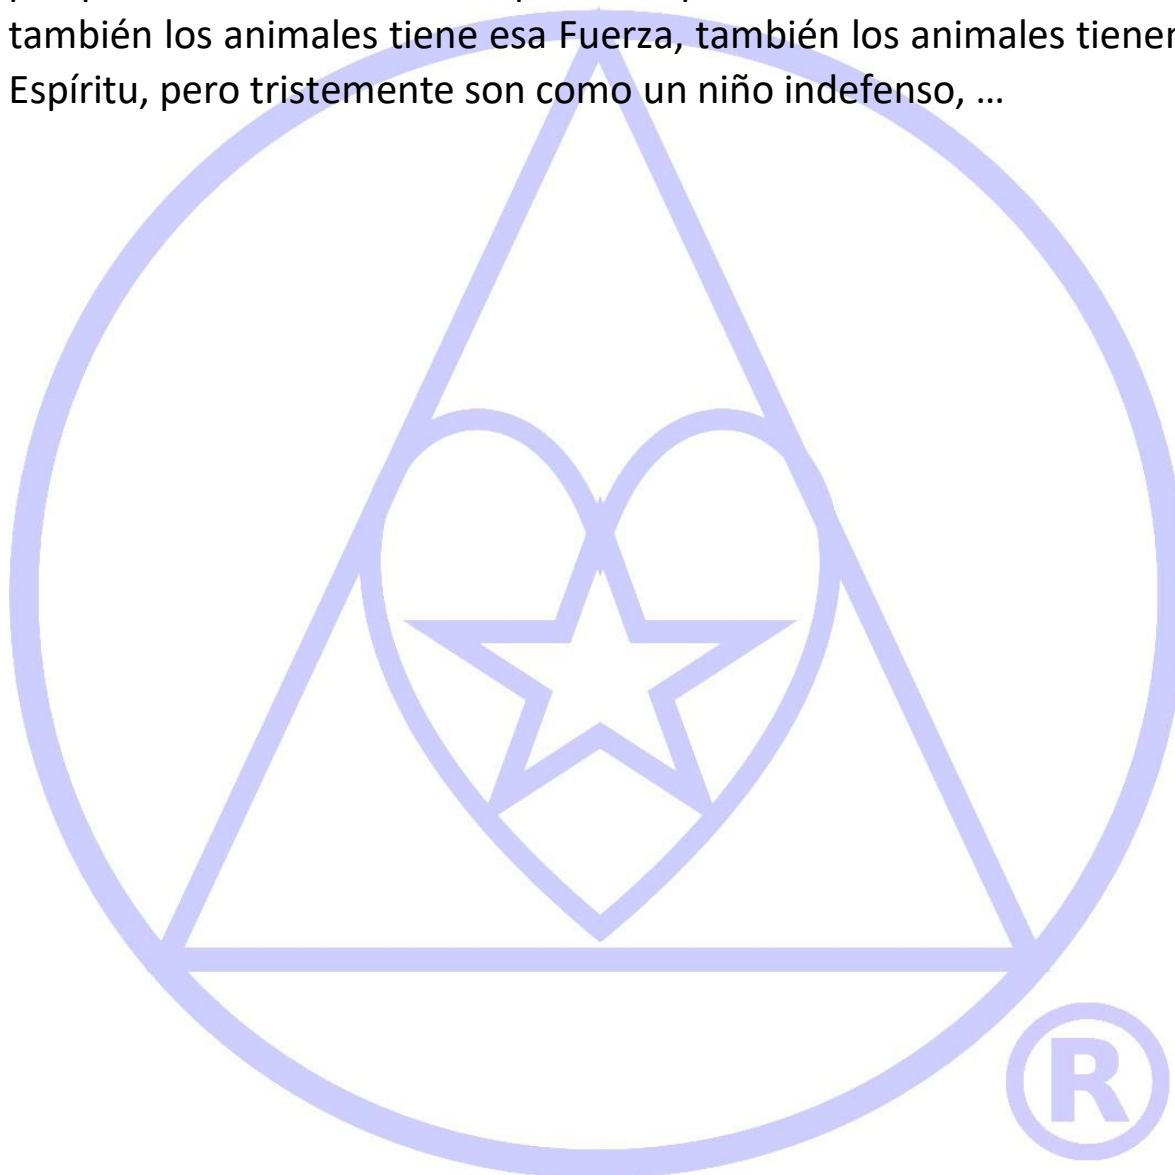 también los animales tiene esa Fuerza, también los animales tienen
Espíritu, pero tristemente son como un niño indefenso, …
®